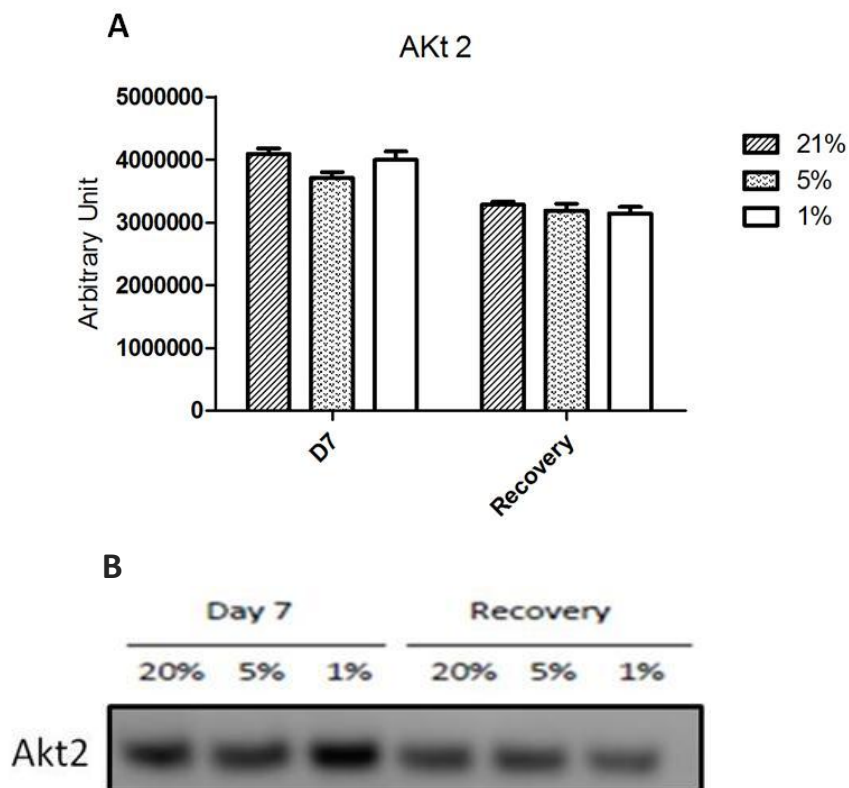 A
AKt 2
5000000
4000000
3000000
2000000
1000000
0
Arbitrary Unit
D7
Recovery
21%
5%
1%
B
Day 7 Recovery
20% 5% 1% 20% 5% 1%
Akt2